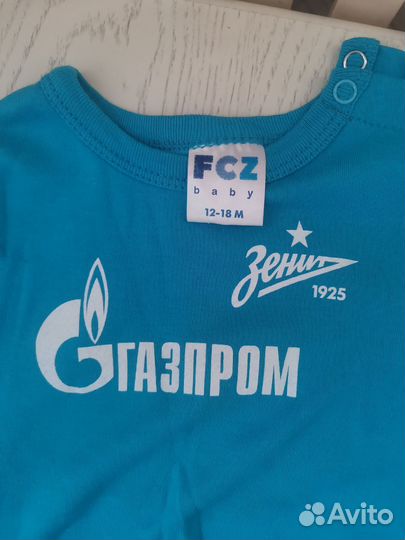 FCZ
baby
12-18 M
Зенит
1925
ГАЗПРОМ
Avito